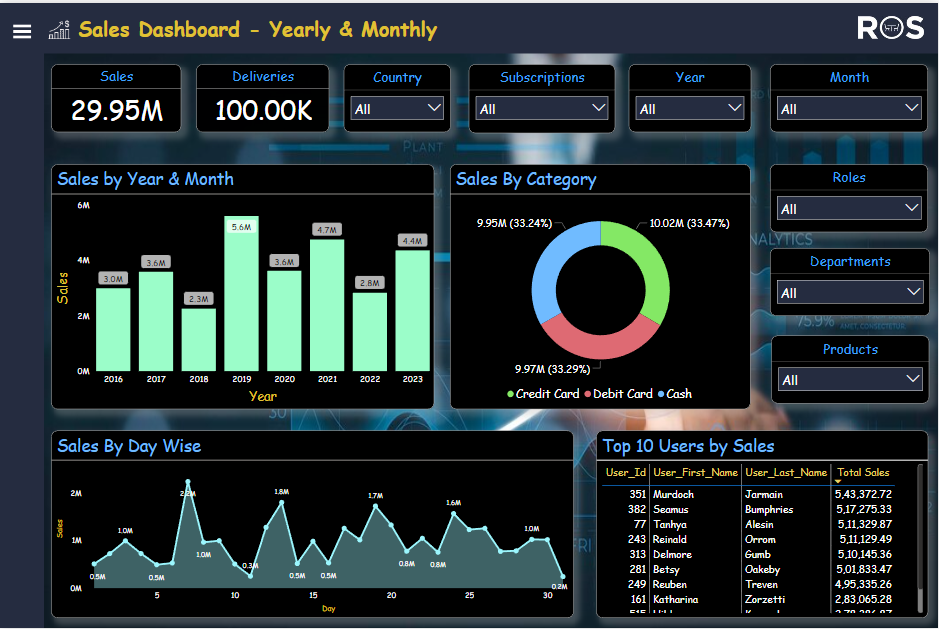 Sales Dashboard - Yearly & Monthly
ROS
Sales
29.95M
Deliveries
100.00K
Country
All
Subscriptions
All
Year
All
Month
All
PLANT
Sales by Year & Month
6M
4M
2M
0M
Sales
3.0M
3.6M
2.3M
5.6M
3.6M
4.7M
2.8M
4.4M
2016 2017 2018 2019 2020 2021 2022 2023
Year
Sales By Category
9.95M (33.24%)
10.02M (33.47%)
9.97M (33.29%)
Credit Card Debit Card Cash
Roles
All
NALYTICS
Departments
All
75.9%
AMET, CONSECTETUR
Products
All
30
Sales By Day Wise
2M
1M
0M
Sales
0.5M
1.0M
0.5M
2.2M
1.0M
0.3M
1.8M
0.5M
0.5M
1.7M
0.8M
0.8M
1.6M
1.0M
0.2M
5 10 15 20 25 30
Day
FRI
Top 10 Users by Sales
User_Id User_First_Name User_Last_Name Total Sales
351 Murdoch Jarmain 5,43,372.72
382 Seamus Bumphries 5,17,275.33
77 Tanhya Alesin 5,11,329.87
243 Reinald Orrom 5,11,129.49
313 Delmore Gumb 5,10,145.36
281 Betsy Oakeby 5,01,833.47
249 Reuben Treven 4,95,335.26
161 Katharina Zorzetti 2,83,065.28